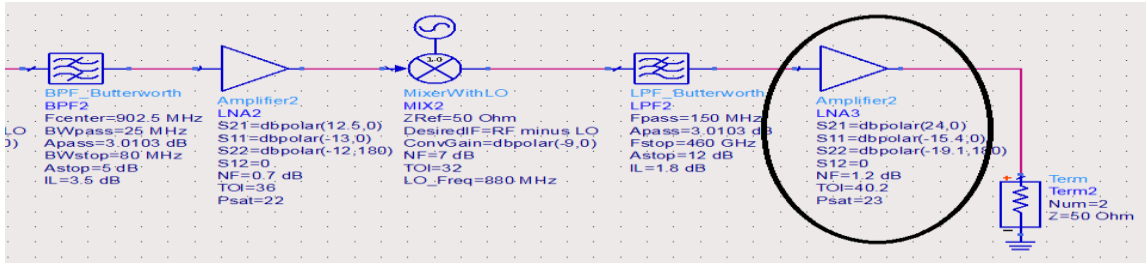 LO
0)
BPF_Butterworth
BPF2
Fcenter=902.5 MHz
BWpass=25 MHz
Apass=3.0103 dB
BWstop=80 MHz
Astop=5 dB
IL=3.5 dB
Amplifier2
LNA2
S21=dbpolar(12.5,0)
S11=dbpolar(-13,0)
S22=dbpolar(-12,180)
S12=0
NF=0.7 dB
TOI=36
Psat=22
MixerWithLO
MIX2
ZRef=50 Ohm
DesiredIF=RF minus LO
ConvGain=dbpolar(-9,0)
NF=7 dB
TOI=32
LO_Freq=880 MHz
LPF_Butterworth
LPF2
Fpass=150 MHz
Apass=3.0103 dB
Fstop=460 GHz
Astop=12 dB
IL=1.8 dB
Amplifier2
LNA3
S21=dbpolar(24,0)
S11=dbpolar(-15.4,0)
S22=dbpolar(-19.1,180)
S12=0
NF=1.2 dB
TOI=40.2
Psat=23
Term
Term2
Num=2
Z=50 Ohm